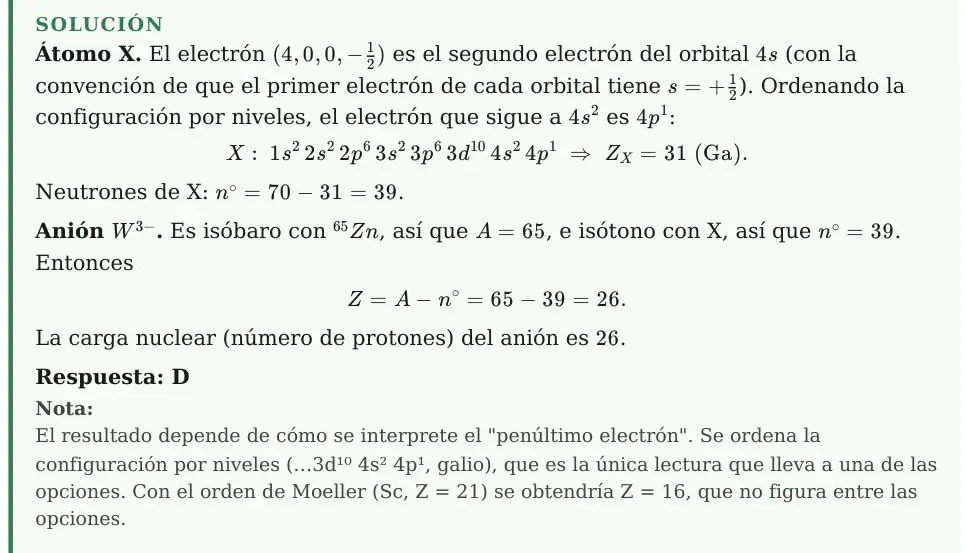 SOLUCIÓN
Átomo X. El electrón (4, 0, 0, −½) es el segundo electrón del orbital 4s (con la
convención de que el primer electrón de cada orbital tiene s = +½). Ordenando la
configuración por niveles, el electrón que sigue a 4s² es 4p¹:
X : 1s² 2s² 2p⁶ 3s² 3p⁶ 3d¹⁰ 4s² 4p¹ ⇒ Z_X = 31 (Ga).
Neutrones de X: n° = 70 − 31 = 39.
Anión W³⁻. Es isóbaro con ⁶⁵Zn, así que A = 65, e isótono con X, así que n° = 39.
Entonces
Z = A − n° = 65 − 39 = 26.
La carga nuclear (número de protones) del anión es 26.
Respuesta: D
Nota:
El resultado depende de cómo se interprete el "penúltimo electrón". Se ordena la
configuración por niveles (…3d¹⁰ 4s² 4p¹, galio), que es la única lectura que lleva a una de las
opciones. Con el orden de Moeller (Sc, Z = 21) se obtendría Z = 16, que no figura entre las
opciones.